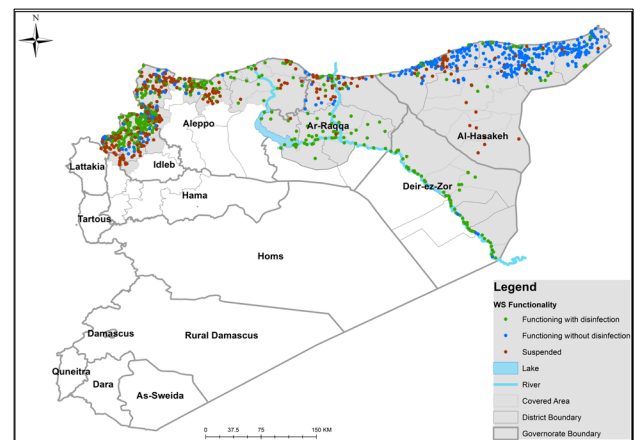 N
Aleppo
Ar-Raqqa
Al-Hasakeh
Lattakia
Idleb
Deir-ez-Zor
Hama
Tartous
Homs
Damascus
Rural Damascus
Quneitra
Dara
As-Sweida
0 37.5 75 150 KM
Legend
WS Functionality
Functioning with disinfection
Functioning without disinfection
Suspended
Lake
River
Covered Area
District Boundary
Governorate Boundary